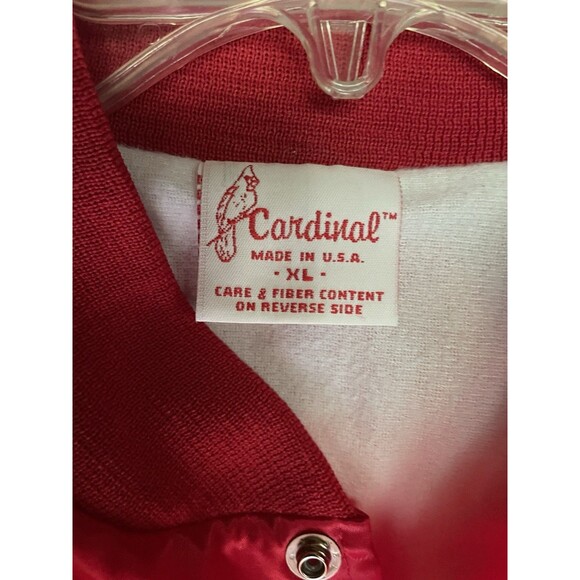 Cardinal™
MADE IN U.S.A.
- XL -
CARE & FIBER CONTENT
ON REVERSE SIDE